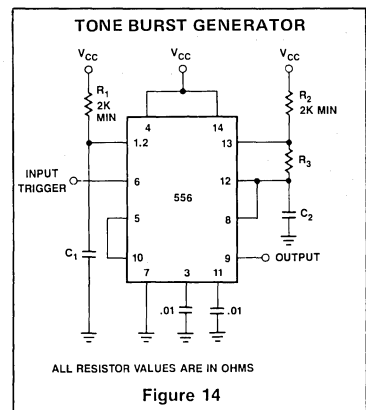 TONE BURST GENERATOR
VCC
VCC
VCC
R1
2K
MIN
R2
2K MIN
4
14
1.2
13
R3
INPUT
TRIGGER
6
12
556
5
8
C2
C1
10
9
OUTPUT
7
3
11
.01
.01
ALL RESISTOR VALUES ARE IN OHMS
Figure 14